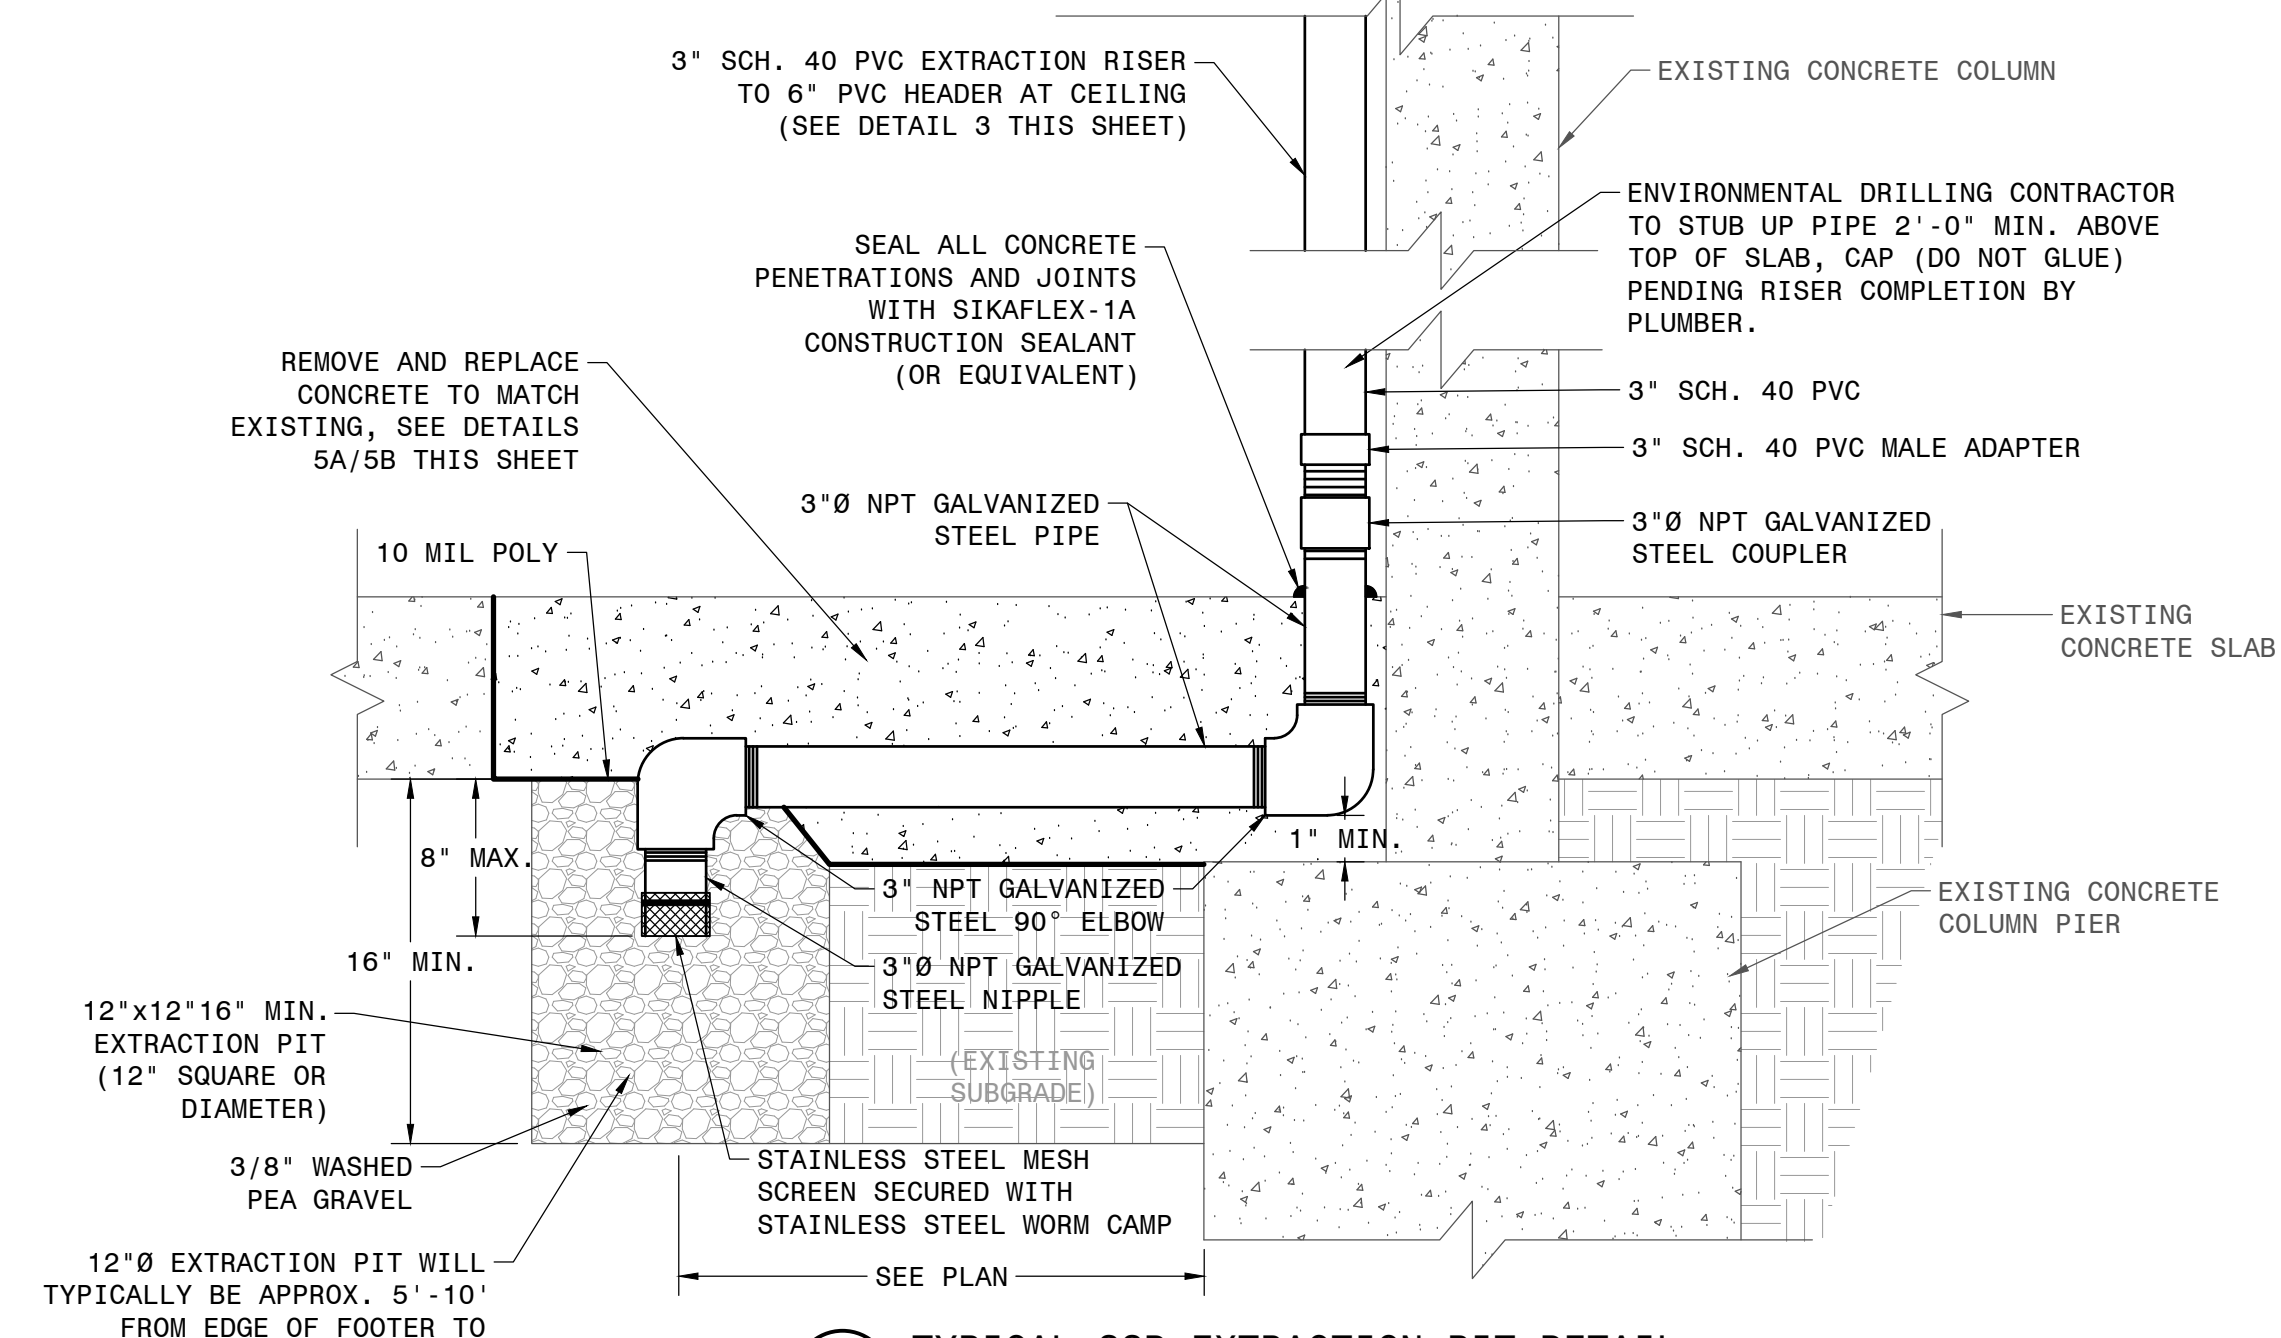 3" SCH. 40 PVC EXTRACTION RISER
TO 6" PVC HEADER AT CEILING
(SEE DETAIL 3 THIS SHEET)
EXISTING CONCRETE COLUMN
ENVIRONMENTAL DRILLING CONTRACTOR
TO STUB UP PIPE 2'-0" MIN. ABOVE
TOP OF SLAB, CAP (DO NOT GLUE)
PENDING RISER COMPLETION BY
PLUMBER.
SEAL ALL CONCRETE
PENETRATIONS AND JOINTS
WITH SIKAFLEX-1A
CONSTRUCTION SEALANT
(OR EQUIVALENT)
REMOVE AND REPLACE
CONCRETE TO MATCH
EXISTING, SEE DETAILS
5A/5B THIS SHEET
3" SCH. 40 PVC
3" SCH. 40 PVC MALE ADAPTER
3"Ø NPT GALVANIZED
STEEL PIPE
3"Ø NPT GALVANIZED
STEEL COUPLER
10 MIL POLY
EXISTING
CONCRETE SLAB
8" MAX.
1" MIN.
3" NPT GALVANIZED
STEEL 90° ELBOW
EXISTING CONCRETE
COLUMN PIER
16" MIN.
3"Ø NPT GALVANIZED
STEEL NIPPLE
12"x12"16" MIN.
EXTRACTION PIT
(12" SQUARE OR
DIAMETER)
(EXISTING
SUBGRADE)
3/8" WASHED
PEA GRAVEL
STAINLESS STEEL MESH
SCREEN SECURED WITH
STAINLESS STEEL WORM CAMP
12"Ø EXTRACTION PIT WILL
TYPICALLY BE APPROX. 5'-10'
FROM EDGE OF FOOTER TO
SEE PLAN